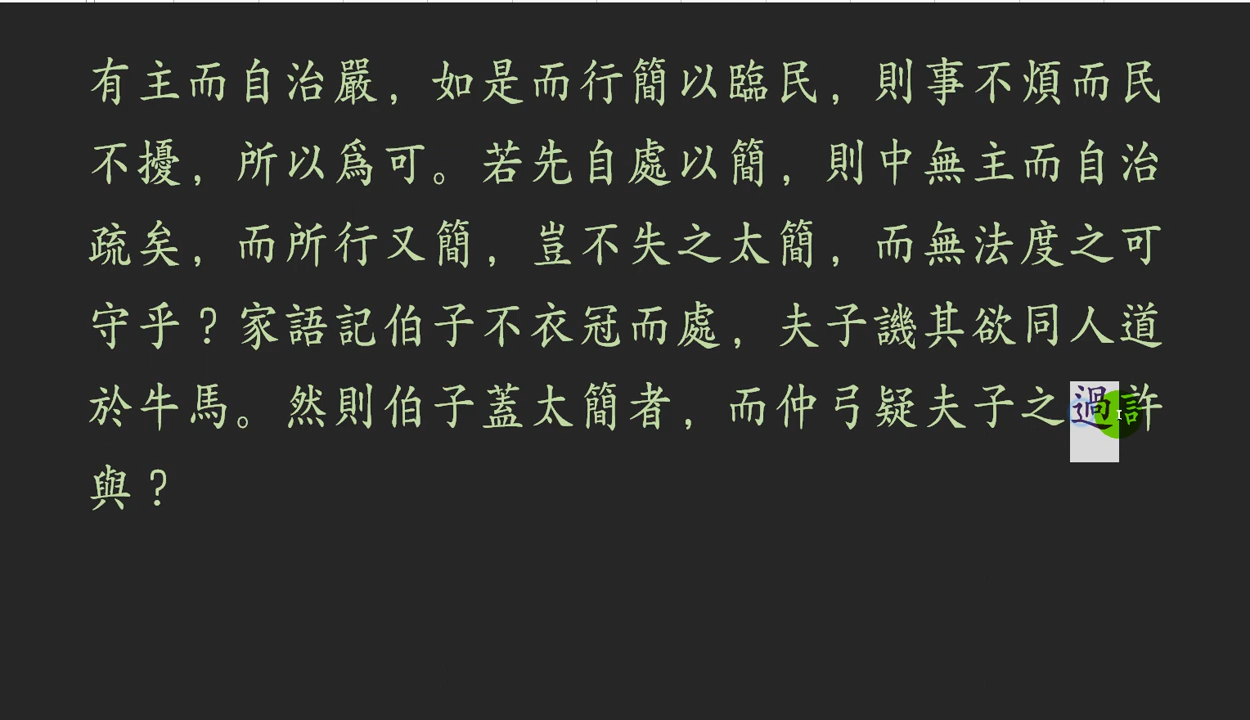 有主而自治嚴，如是而行簡以臨民，則事不煩而民
不擾，所以爲可。若先自處以簡，則中無主而自治
疏矣，而所行又簡，豈不失之太簡，而無法度之可
守乎？家語記伯子不衣冠而處，夫子譏其欲同人道
於牛馬。然則伯子蓋太簡者，而仲弓疑夫子之過許
與？